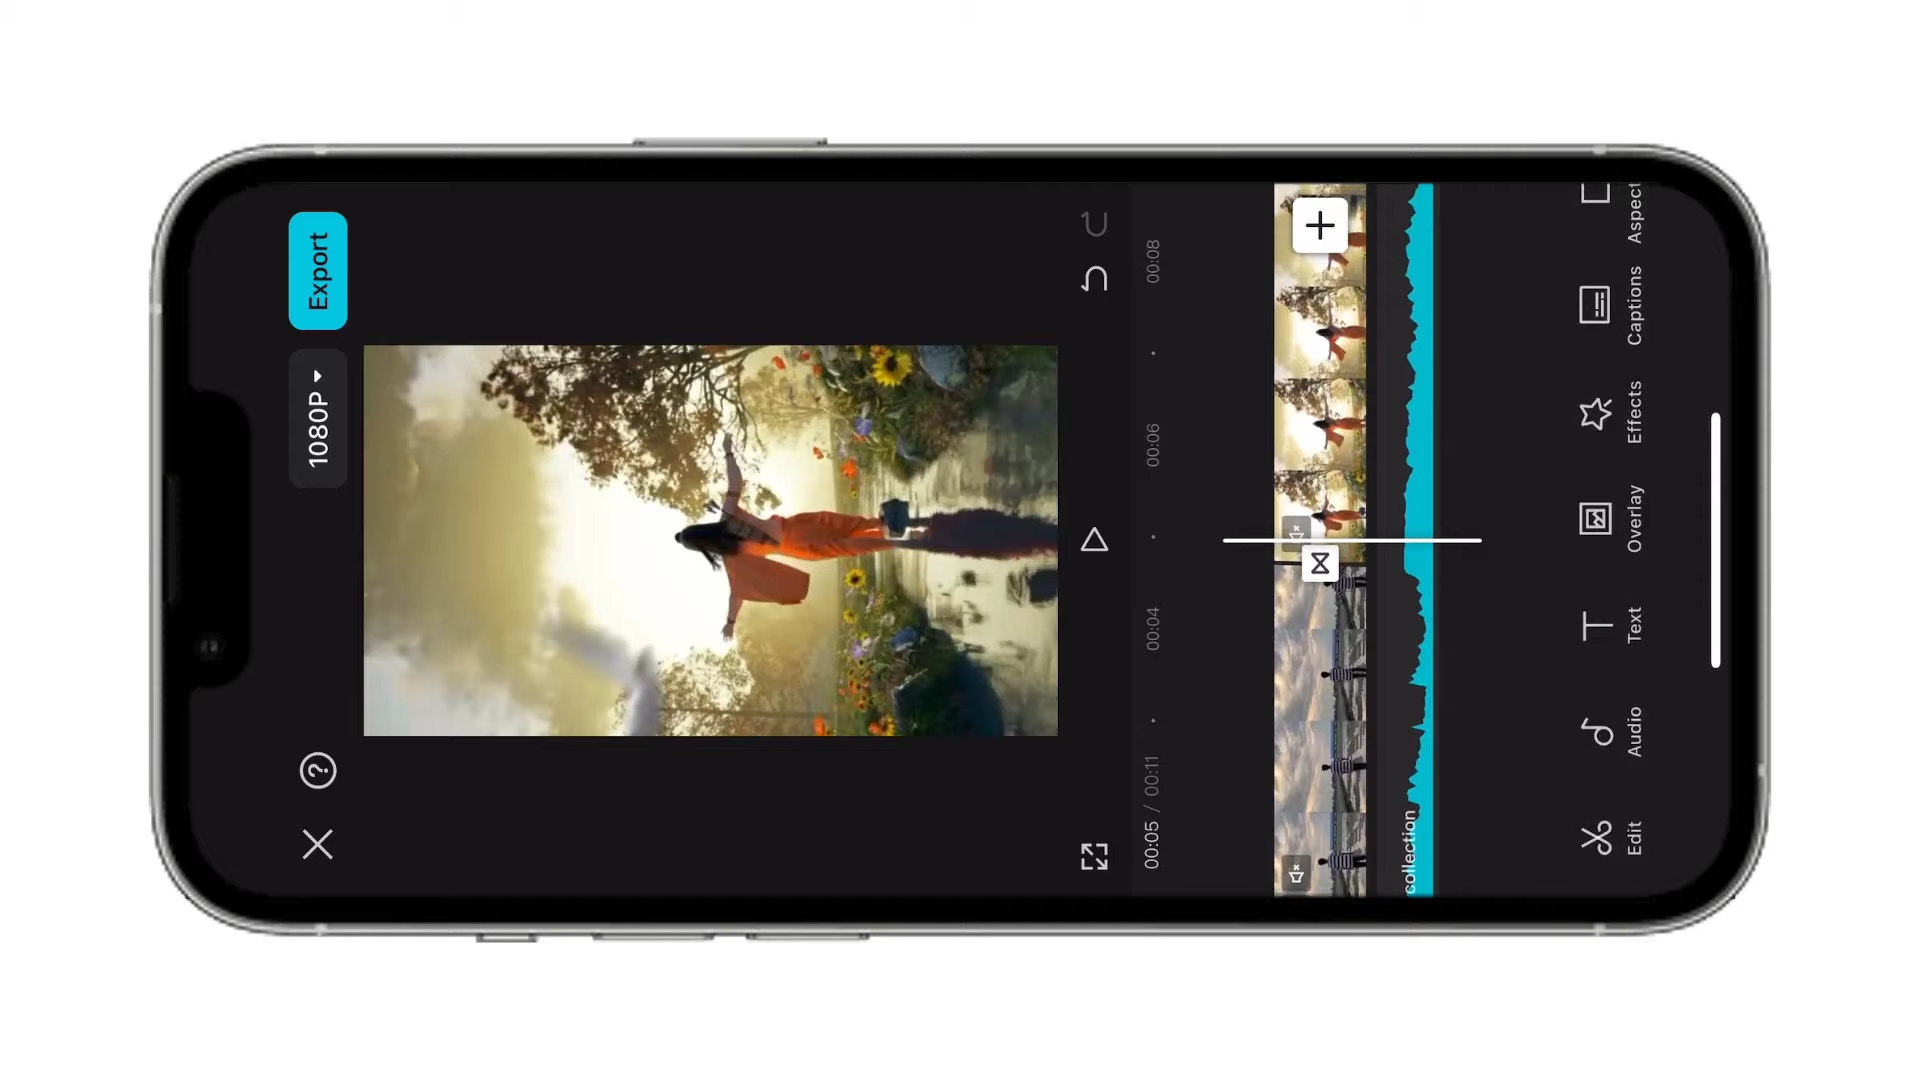 1080P
Export
00:05 / 00:11
00:04
00:06
00:08
collection
Edit
Audio
Text
Overlay
Effects
Captions
Aspect